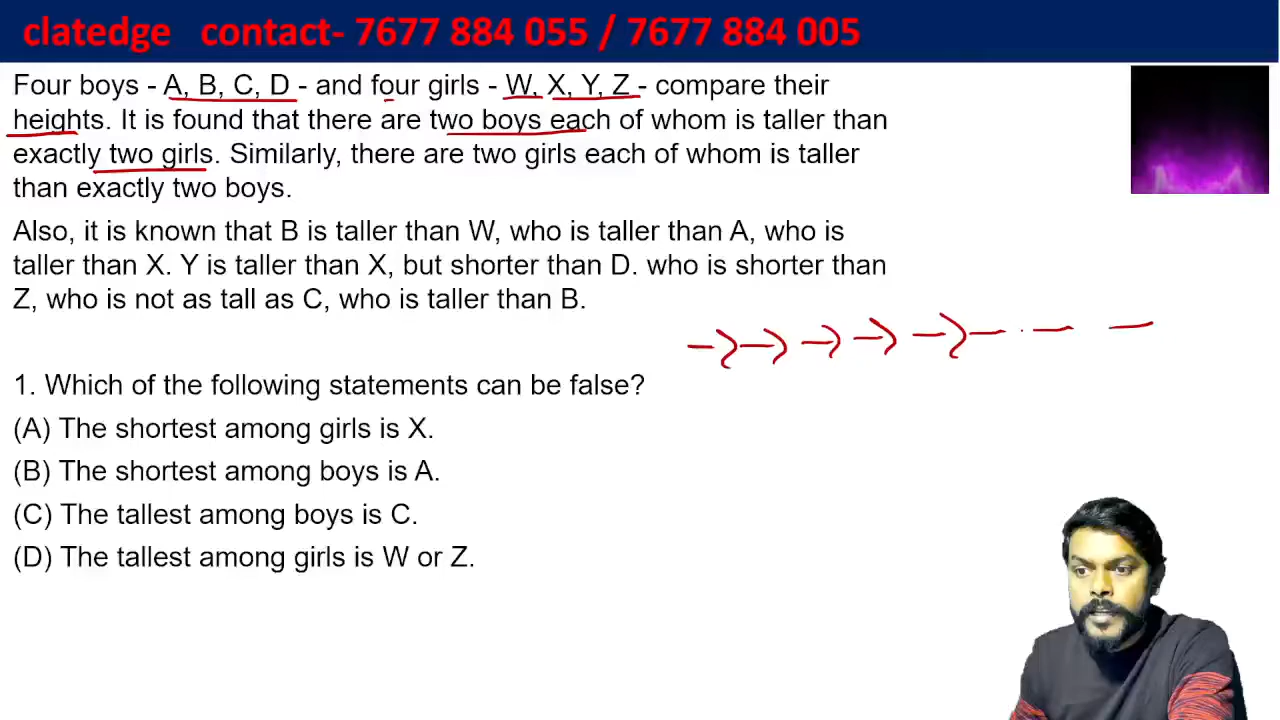 clatedge contact- 7677 884 055 / 7677 884 005
Four boys - A, B, C, D - and four girls - W, X, Y, Z - compare their
heights. It is found that there are two boys each of whom is taller than
exactly two girls. Similarly, there are two girls each of whom is taller
than exactly two boys.
Also, it is known that B is taller than W, who is taller than A, who is
taller than X. Y is taller than X, but shorter than D. who is shorter than
Z, who is not as tall as C, who is taller than B.
1. Which of the following statements can be false?
(A) The shortest among girls is X.
(B) The shortest among boys is A.
(C) The tallest among boys is C.
(D) The tallest among girls is W or Z.